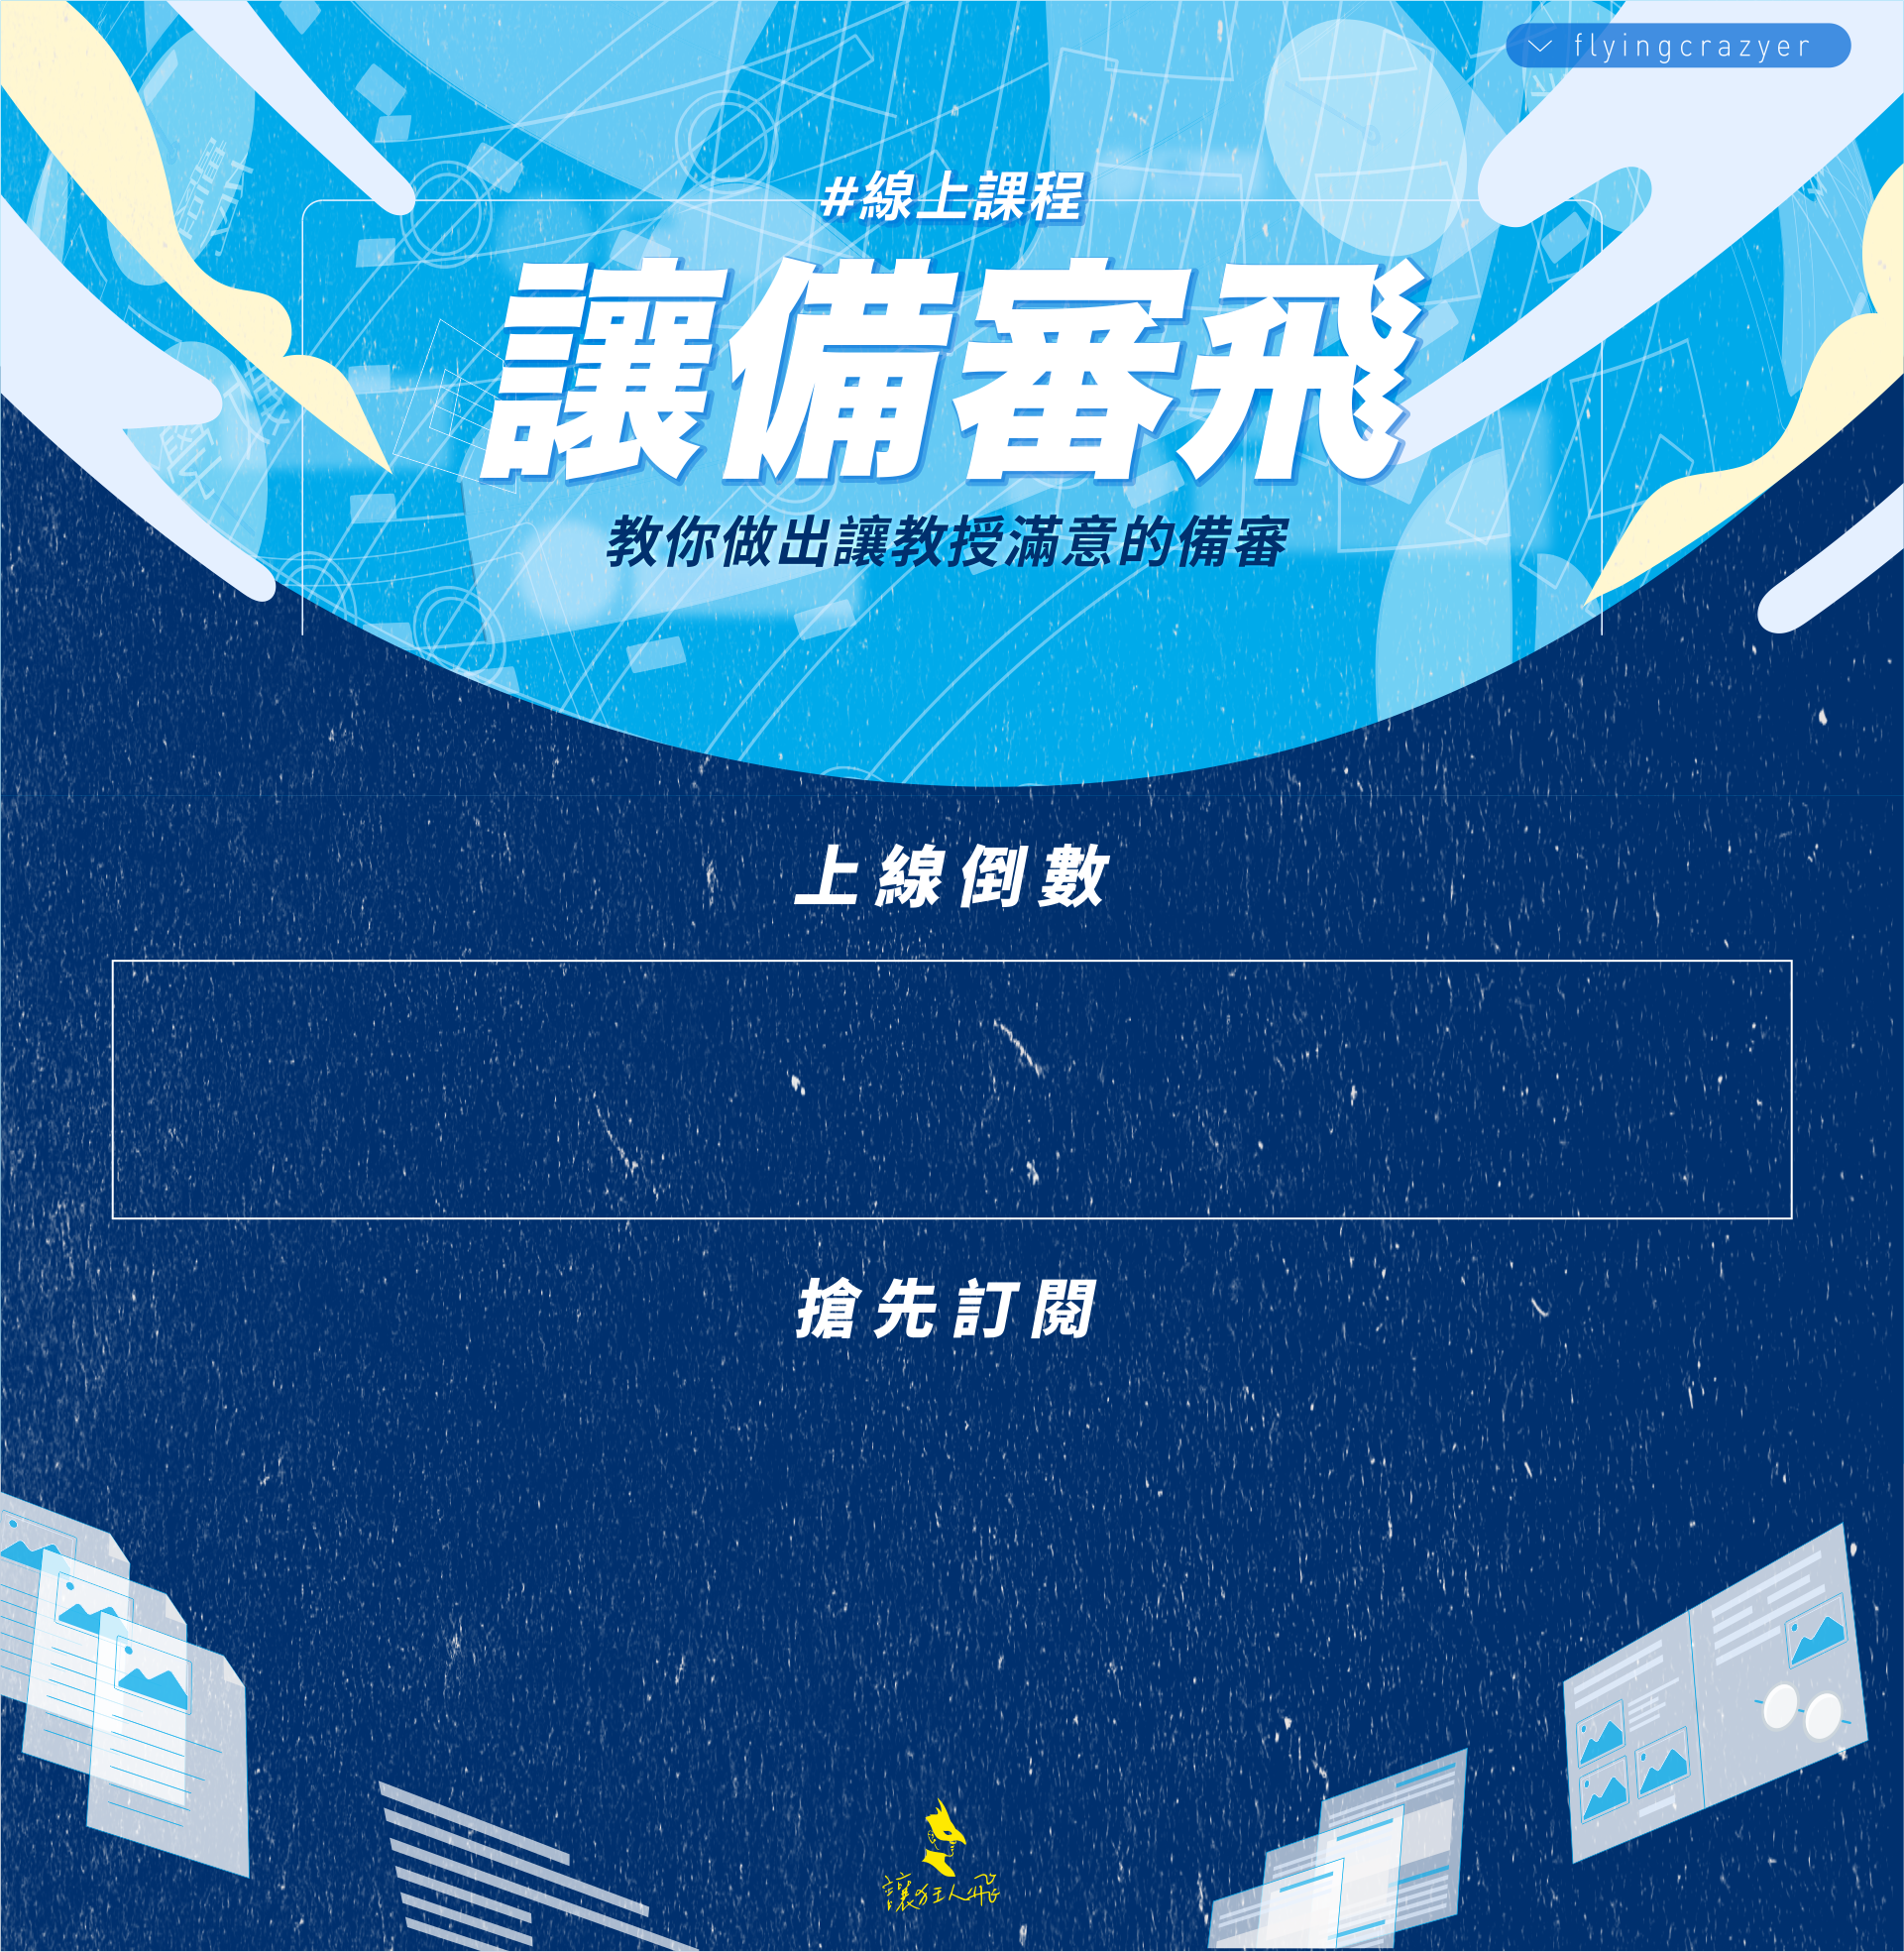 flyingcrazyer
#線上課程
讓備審飛
教你做出讓教授滿意的備審
上線倒數
搶先訂閱
讓狂人飛